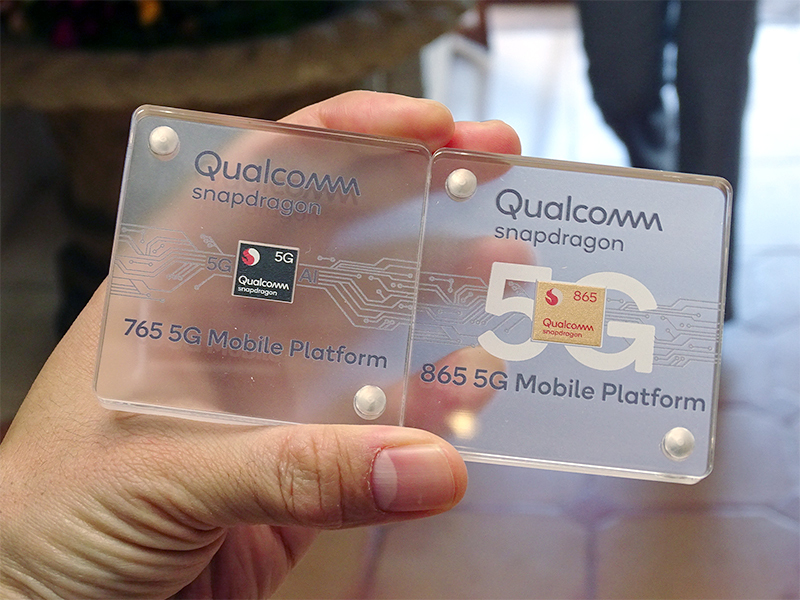 Qualcomm
snapdragon
5G
5G
AI
Qualcomm
snapdragon
765 5G Mobile Platform
Qualcomm
snapdragon
5G
865
Qualcomm
snapdragon
865 5G Mobile Platform